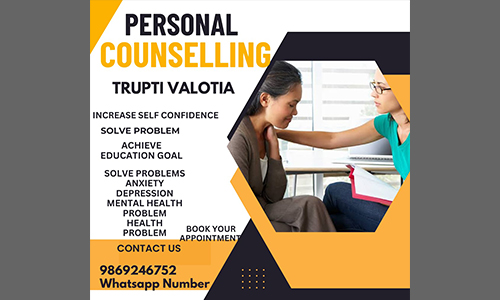 PERSONAL
COUNSELLING
TRUPTI VALOTIA
INCREASE SELF CONFIDENCE
SOLVE PROBLEM
ACHIEVE
EDUCATION GOAL
SOLVE PROBLEMS
ANXITY
DEPRESSION
MENTAL HEALTH
PROBLEM
HEALTH
PROBLEM
BOOK YOUR
APPOINTMENT
CONTACT US
9869246752
Whatsapp Number